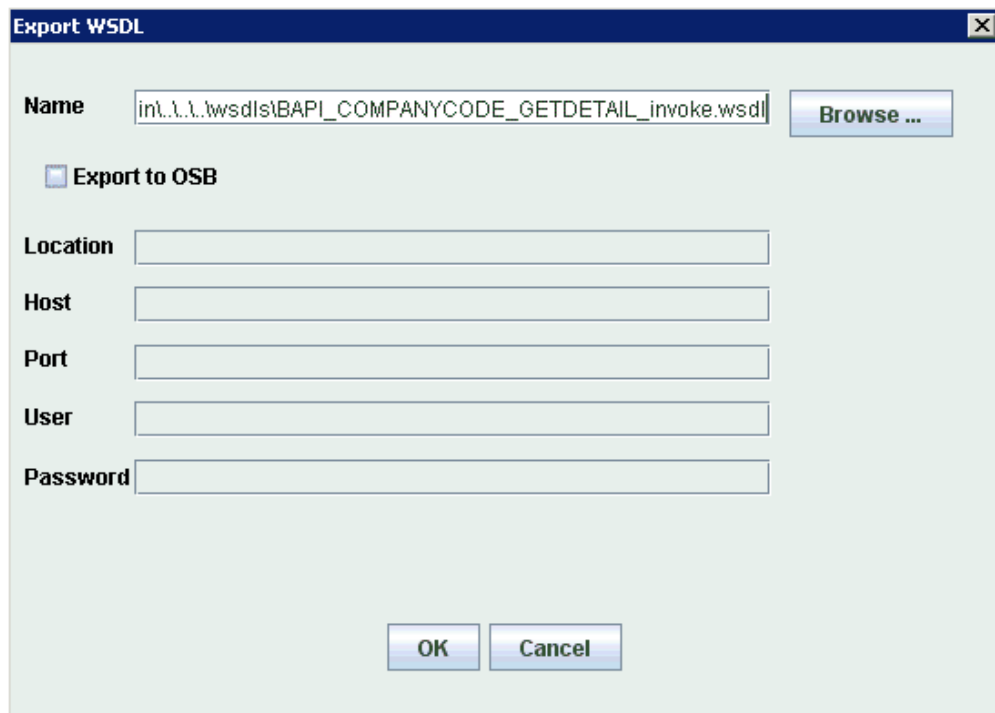 Export WSDL
Name in\..\..\..\wsdls\BAPI_COMPANYCODE_GETDETAIL_invoke.wsdl Browse ...
Export to OSB
Location
Host
Port
User
Password
OK Cancel